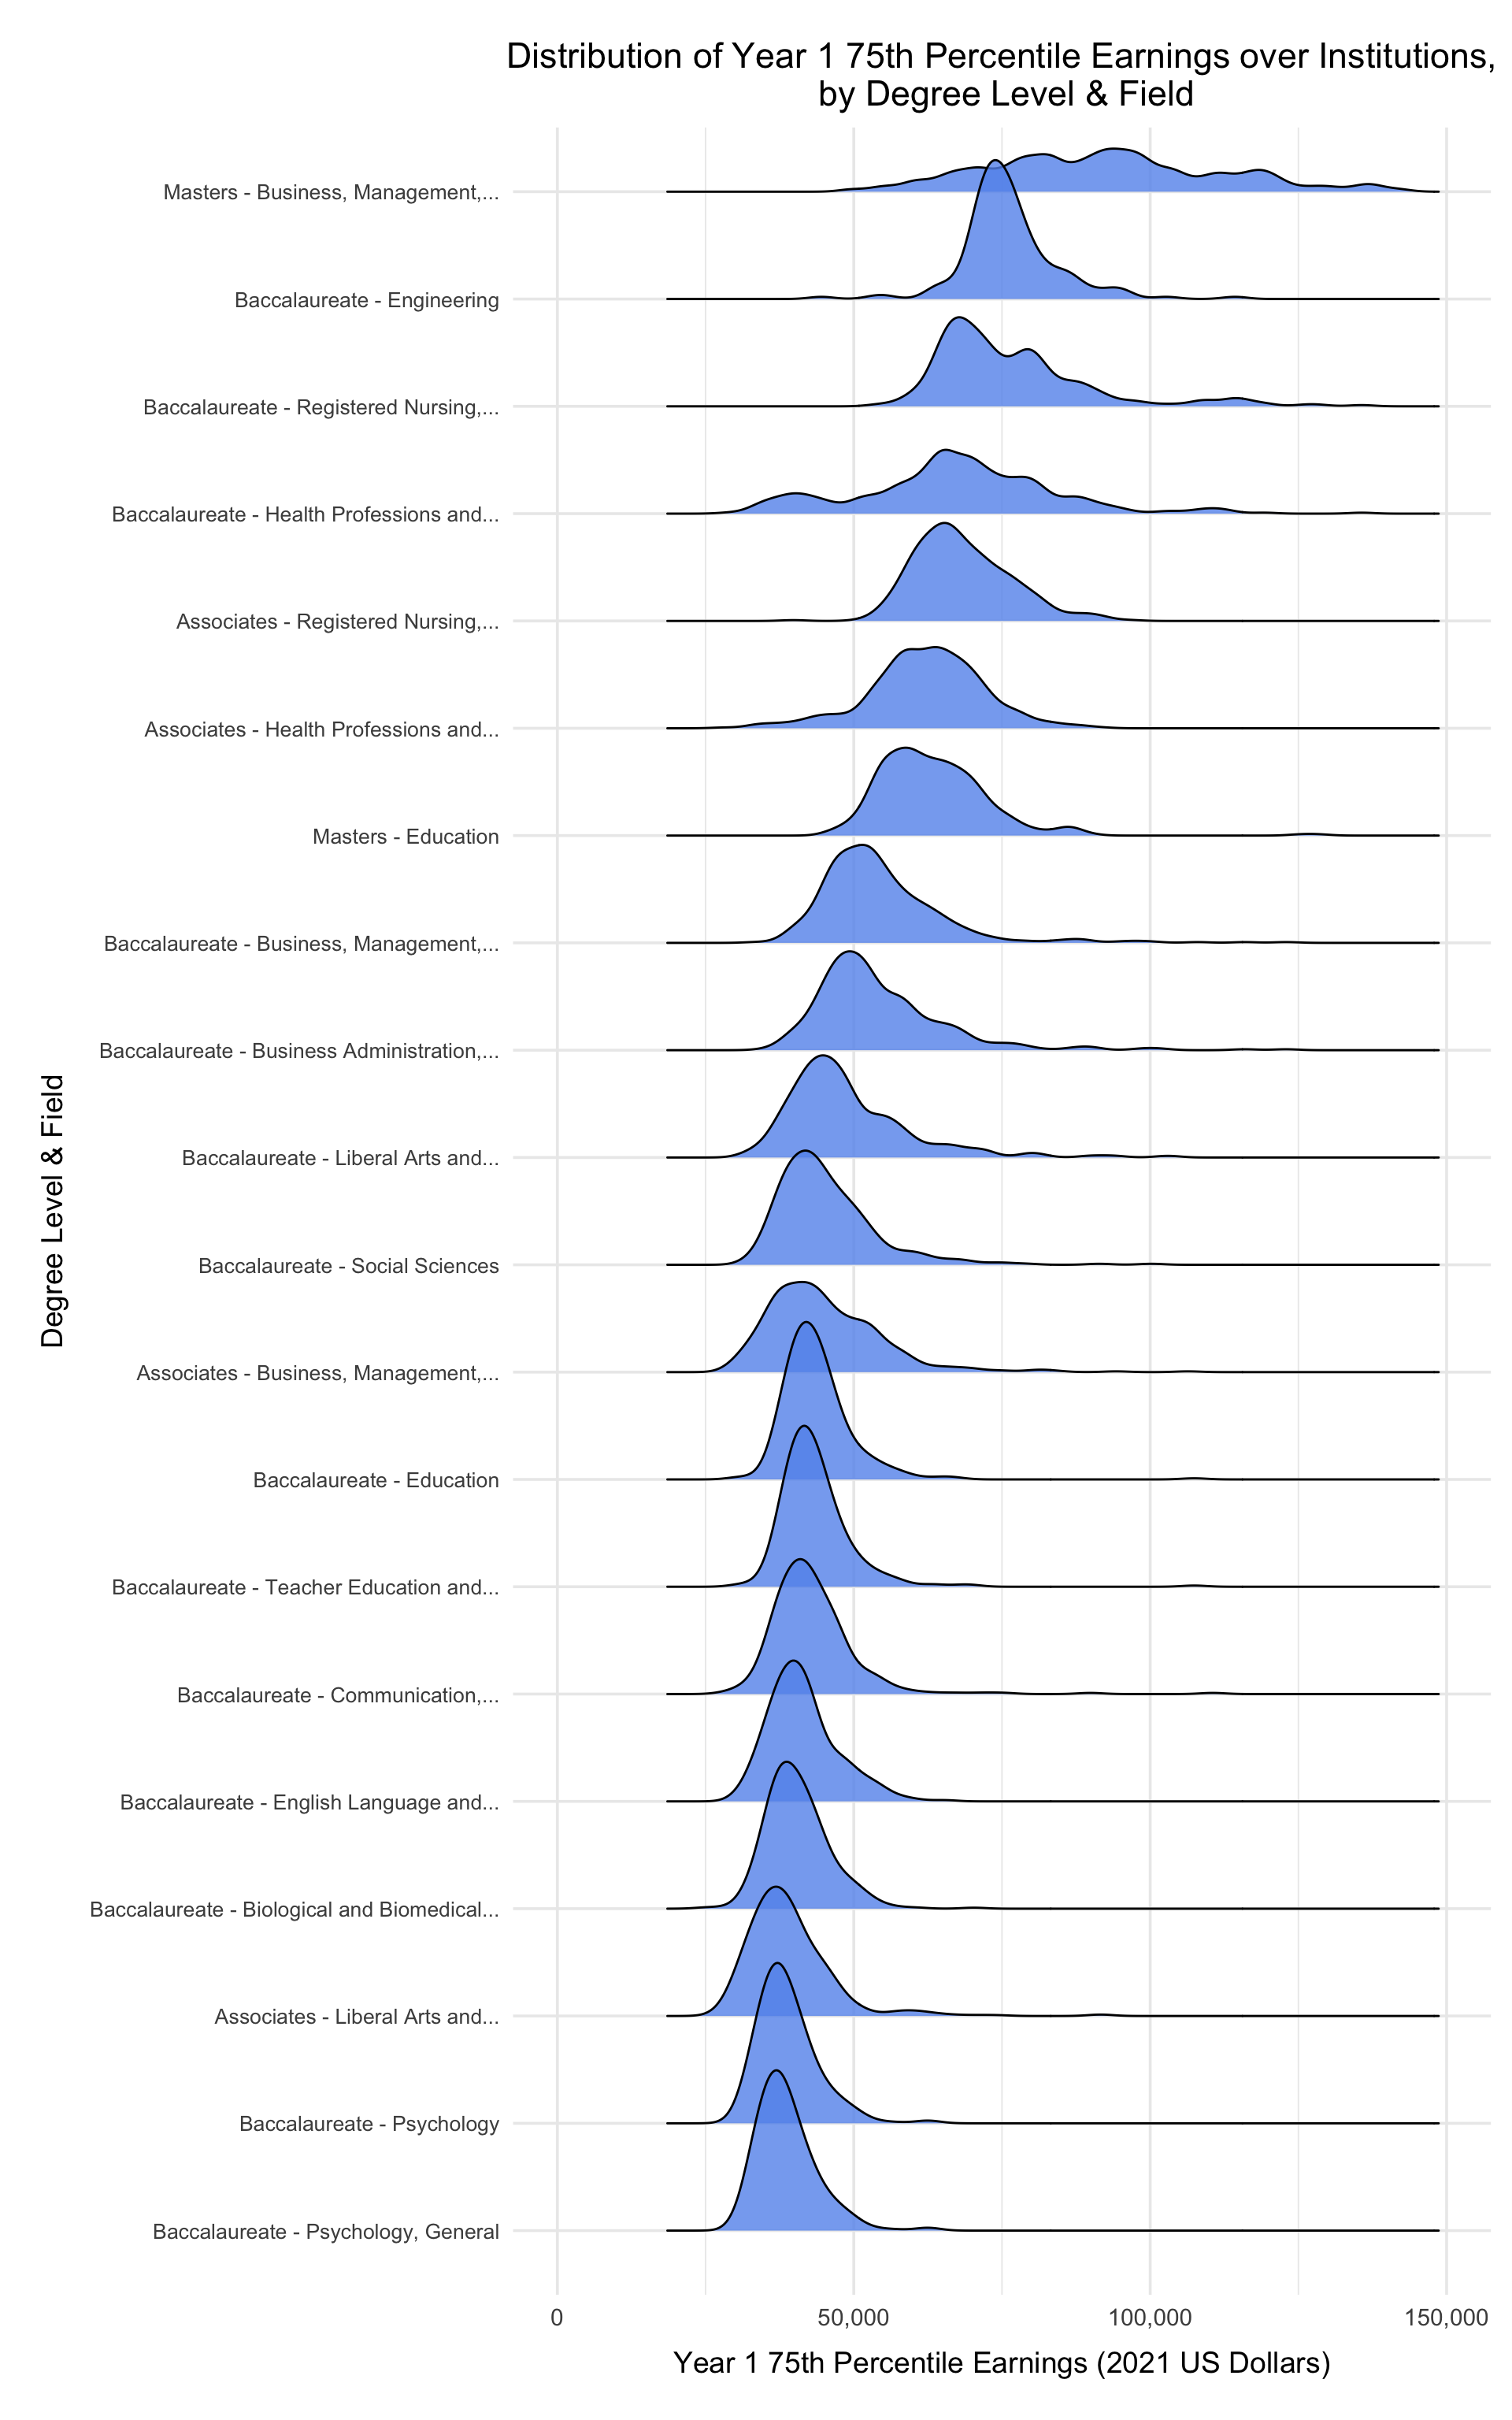 Distribution of Year 1 75th Percentile Earnings over Institutions,
by Degree Level & Field
Masters - Business, Management,...
Baccalaureate - Engineering
Baccalaureate - Registered Nursing,...
Baccalaureate - Health Professions and...
Associates - Registered Nursing,...
Associates - Health Professions and...
Masters - Education
Baccalaureate - Business, Management,...
Baccalaureate - Business Administration,...
Baccalaureate - Liberal Arts and...
Baccalaureate - Social Sciences
Associates - Business, Management,...
Baccalaureate - Education
Baccalaureate - Teacher Education and...
Baccalaureate - Communication,...
Baccalaureate - English Language and...
Baccalaureate - Biological and Biomedical...
Associates - Liberal Arts and...
Baccalaureate - Psychology
Baccalaureate - Psychology, General
Degree Level & Field
0
50,000
100,000
150,000
Year 1 75th Percentile Earnings (2021 US Dollars)